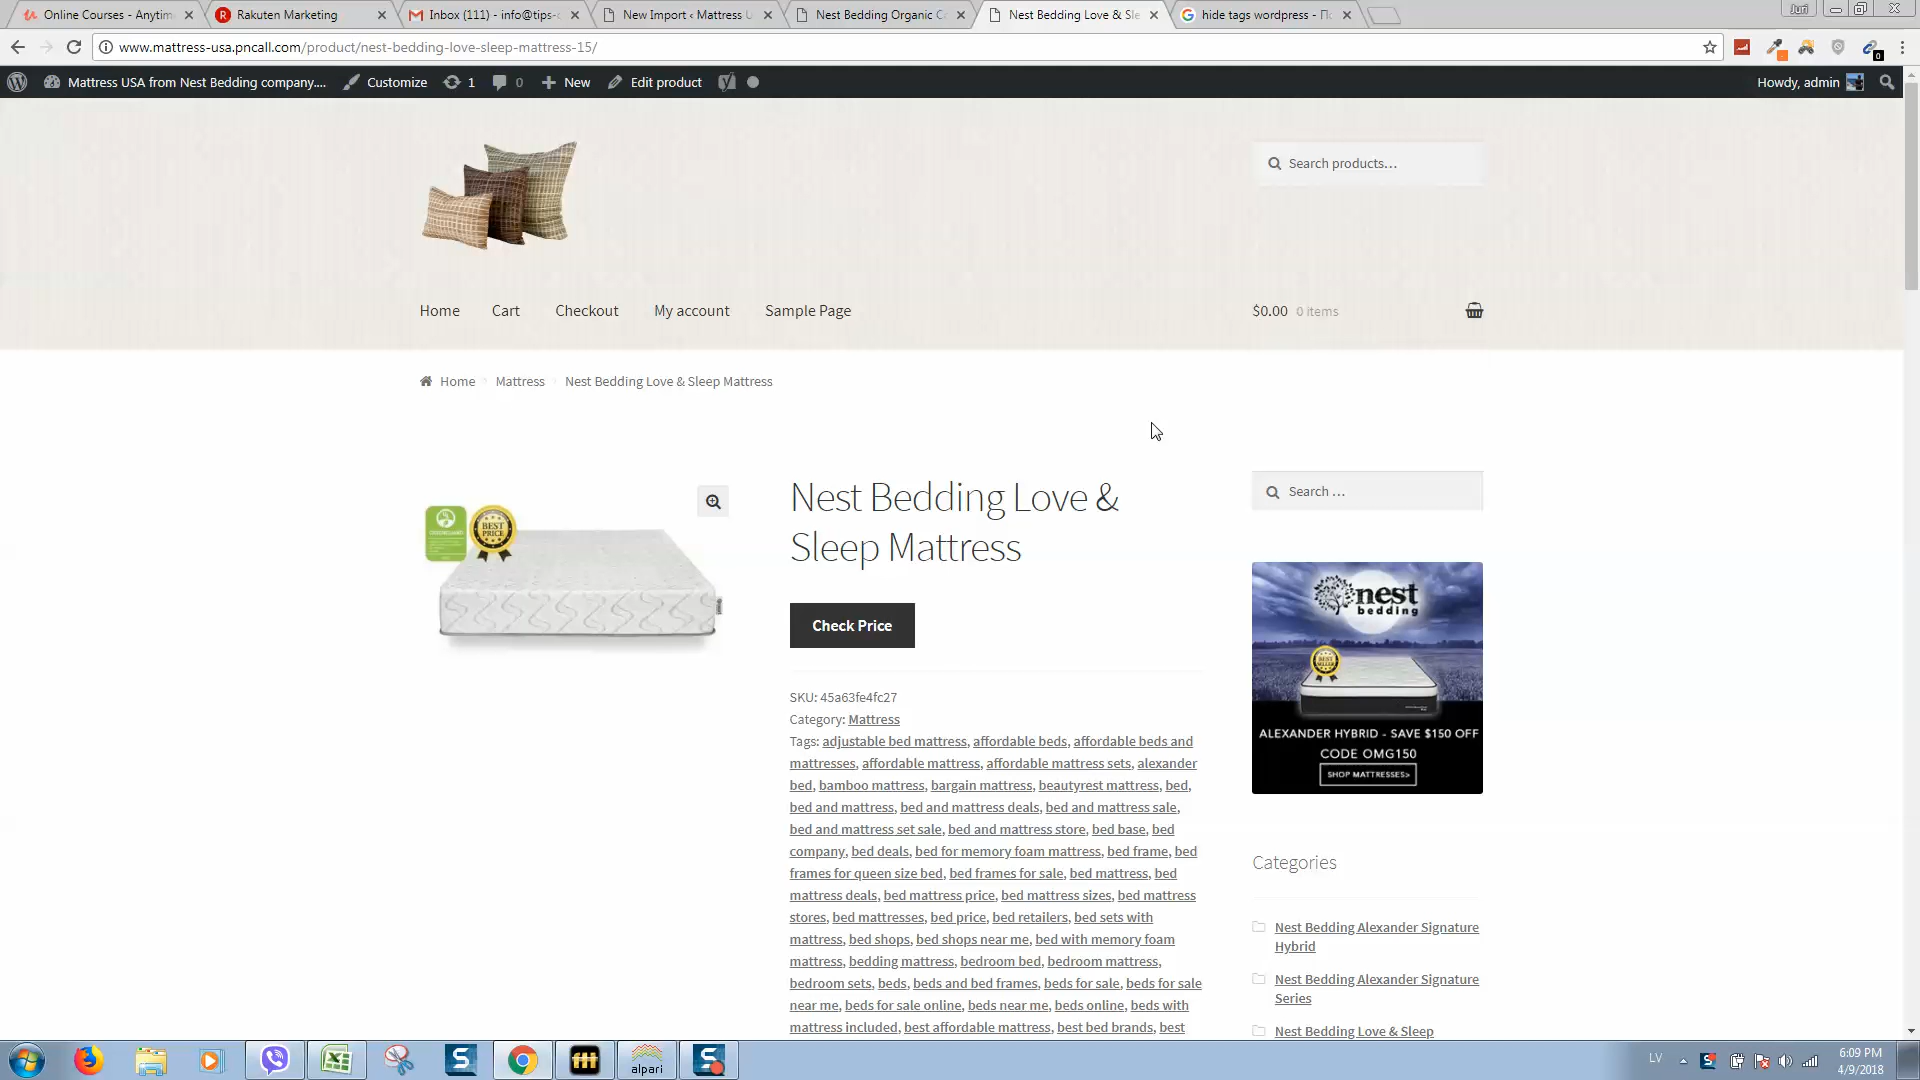 Online Courses - Anytim
Rakuten Marketing
Inbox (111) - info@tips-
New Import ‹ Mattress U
Nest Bedding Organic C
Nest Bedding Love & Sle
hide tags wordpress - По
Juri
www.mattress-usa.pncall.com/product/nest-bedding-love-sleep-mattress-15/
0
Mattress USA from Nest Bedding company....
Customize
1
0
New
Edit product
Howdy, admin
Search products...
Home
Cart
Checkout
My account
Sample Page
$0.00 0 items
Home
Mattress
Nest Bedding Love & Sleep Mattress
Nest Bedding Love &
Sleep Mattress
Search ...
BEST
PRICE
Check Price
nest
bedding
BEST
SELLER
ALEXANDER HYBRID - SAVE $150 OFF
CODE OMG150
SHOP MATTRESSES>
SKU: 45a63fe4fc27
Category: Mattress
Tags: adjustable bed mattress, affordable beds, affordable beds and
mattresses, affordable mattress, affordable mattress sets, alexander
bed, bamboo mattress, bargain mattress, beautyrest mattress, bed,
bed and mattress, bed and mattress deals, bed and mattress sale,
bed and mattress set sale, bed and mattress store, bed base, bed
company, bed deals, bed for memory foam mattress, bed frame, bed
frames for queen size bed, bed frames for sale, bed mattress, bed
mattress deals, bed mattress price, bed mattress sizes, bed mattress
stores, bed mattresses, bed price, bed retailers, bed sets with
mattress, bed shops, bed shops near me, bed with memory foam
mattress, bedding mattress, bedroom bed, bedroom mattress,
bedroom sets, beds, beds and bed frames, beds for sale, beds for sale
near me, beds for sale online, beds near me, beds online, beds with
mattress included, best affordable mattress, best bed brands, best
Categories
Nest Bedding Alexander Signature
Hybrid
Nest Bedding Alexander Signature
Series
Nest Bedding Love & Sleep
alpari
LV
6:09 PM
4/9/2018